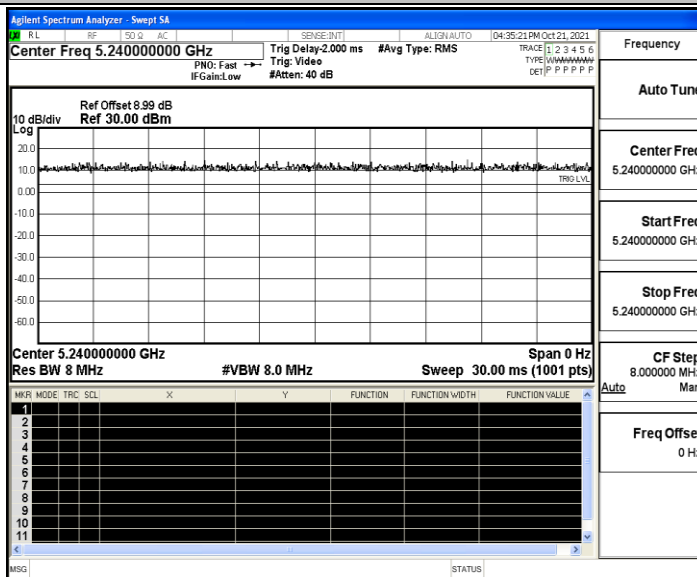 Agilent Spectrum Analyzer - Swept SA
LXI RL RF 50 Ω AC SENSE:INT ALIGN AUTO 04:35:21 PM Oct 21, 2021
Center Freq 5.240000000 GHz
PNO: Fast
IFGain:Low
Trig Delay-2.000 ms
Trig: Video
#Atten: 40 dB
#Avg Type: RMS
TRACE 1 2 3 4 5 6
TYPE
DET P P P P P P
Ref Offset 8.99 dB
10 dB/div Ref 30.00 dBm
Log
20.0
10.0
TRIG LVL
0.00
-10.0
-20.0
-30.0
-40.0
-50.0
-60.0
Center 5.240000000 GHz Span 0 Hz
Res BW 8 MHz #VBW 8.0 MHz Sweep 30.00 ms (1001 pts)
MKR MODE TRC SCL X Y FUNCTION FUNCTION WIDTH FUNCTION VALUE
1
2
3
4
5
6
7
8
9
10
11
MSG STATUS
Frequency
Auto Tune
Center Freq
5.240000000 GHz
Start Freq
5.240000000 GHz
Stop Freq
5.240000000 GHz
CF Step
8.000000 MHz
Auto Man
Freq Offset
0 Hz